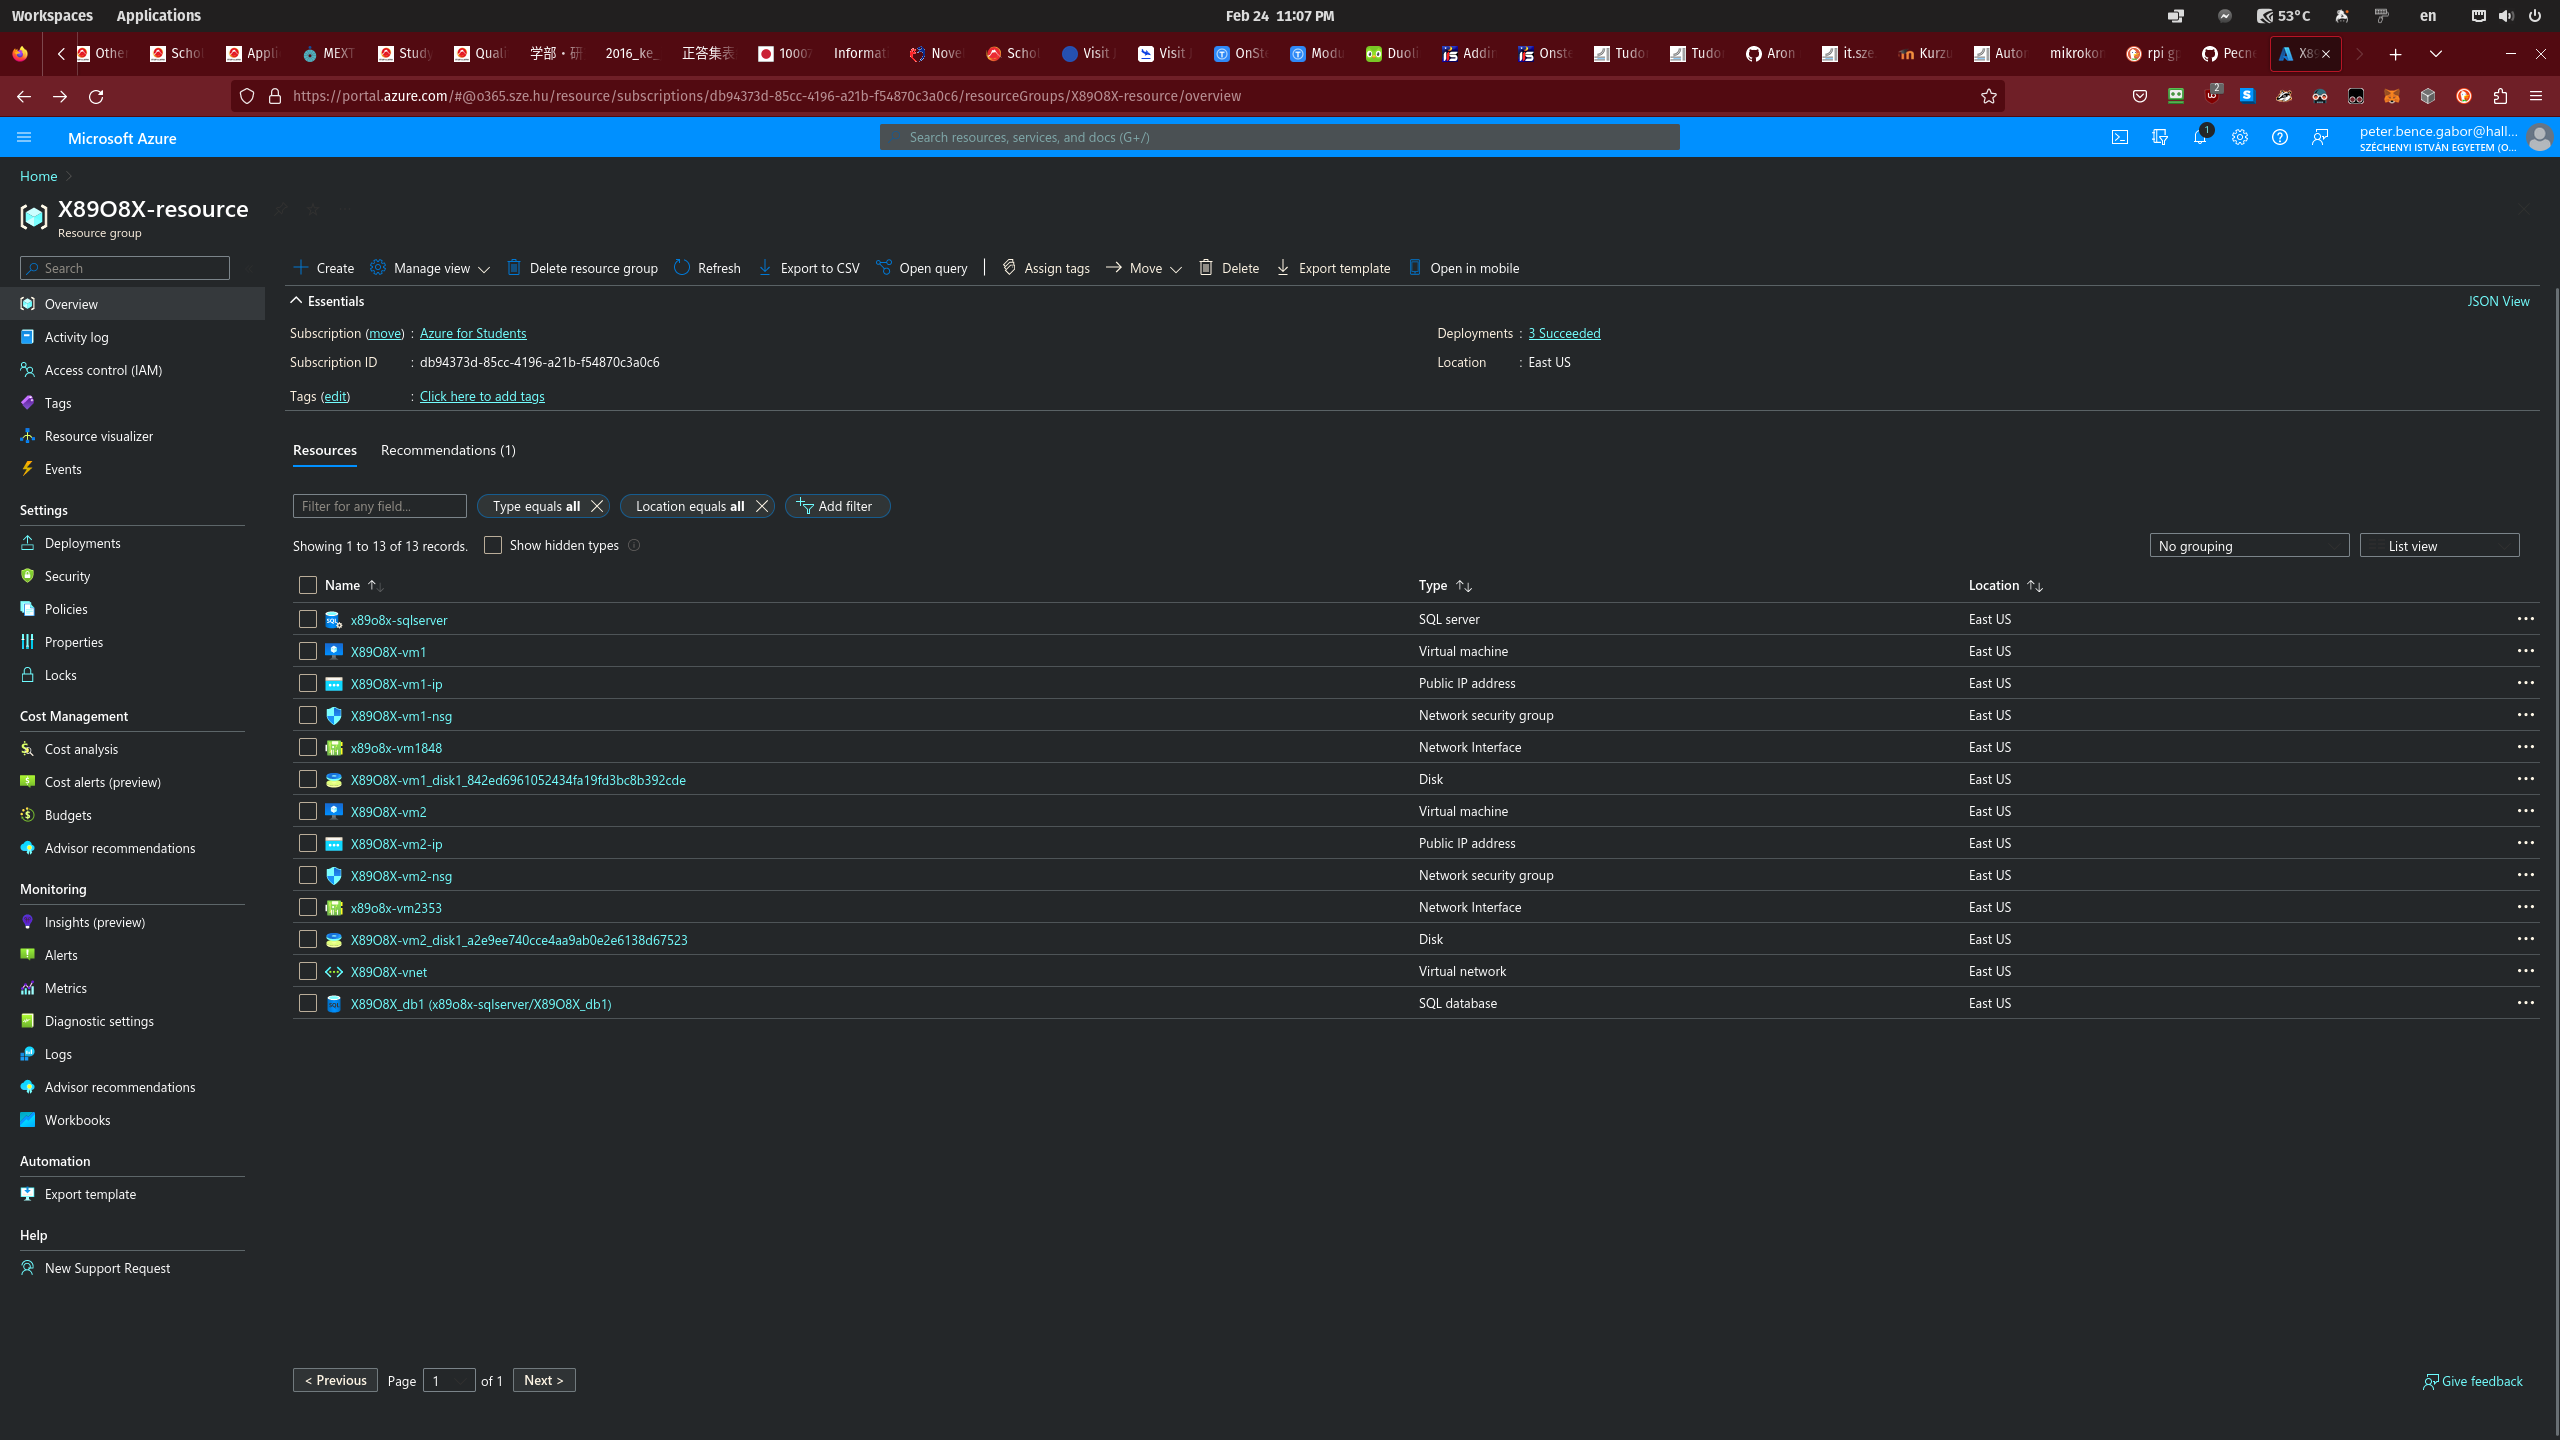 Workspaces Applications Feb 24 11:07 PM 53°C en
Othe Schol Appli MEXT Study Quali 学部・研 2016_ke_ 正答集表 1000 Informat Nove Schol Visit Visit OnSt Modu Duoli Addin Onste Tudo Tudo Aron it.sze Kurzu Auto mikrokon rpi gp Pecne X89
https://portal.azure.com/#@o365.sze.hu/resource/subscriptions/db94373d-85cc-4196-a21b-f54870c3a0c6/resourceGroups/X89O8X-resource/overview 2
Microsoft Azure Search resources, services, and docs (G+/) 1 peter.bence.gabor@hall...
SZÉCHENYI ISTVÁN EGYETEM (O...
Home
X89O8X-resource
Resource group
Search
Create Manage view Delete resource group Refresh Export to CSV Open query Assign tags Move Delete Export template Open in mobile
Overview
Activity log
Access control (IAM)
Tags
Resource visualizer
Events
Settings
Deployments
Security
Policies
Properties
Locks
Cost Management
Cost analysis
Cost alerts (preview)
Budgets
Advisor recommendations
Monitoring
Insights (preview)
Alerts
Metrics
Diagnostic settings
Logs
Advisor recommendations
Workbooks
Automation
Export template
Help
New Support Request
Essentials JSON View
Subscription (move) : Azure for Students Deployments : 3 Succeeded
Subscription ID : db94373d-85cc-4196-a21b-f54870c3a0c6 Location : East US
Tags (edit) : Click here to add tags
Resources Recommendations (1)
Filter for any field... Type equals all Location equals all Add filter
Showing 1 to 13 of 13 records. Show hidden types No grouping List view
Name Type Location
x89o8x-sqlserver SQL server East US
X89O8X-vm1 Virtual machine East US
X89O8X-vm1-ip Public IP address East US
X89O8X-vm1-nsg Network security group East US
x89o8x-vm1848 Network Interface East US
X89O8X-vm1_disk1_842ed6961052434fa19fd3bc8b392cde Disk East US
X89O8X-vm2 Virtual machine East US
X89O8X-vm2-ip Public IP address East US
X89O8X-vm2-nsg Network security group East US
x89o8x-vm2353 Network Interface East US
X89O8X-vm2_disk1_a2e9ee740cce4aa9ab0e2e6138d67523 Disk East US
X89O8X-vnet Virtual network East US
X89O8X_db1 (x89o8x-sqlserver/X89O8X_db1) SQL database East US
< Previous Page 1 of 1 Next > Give feedback